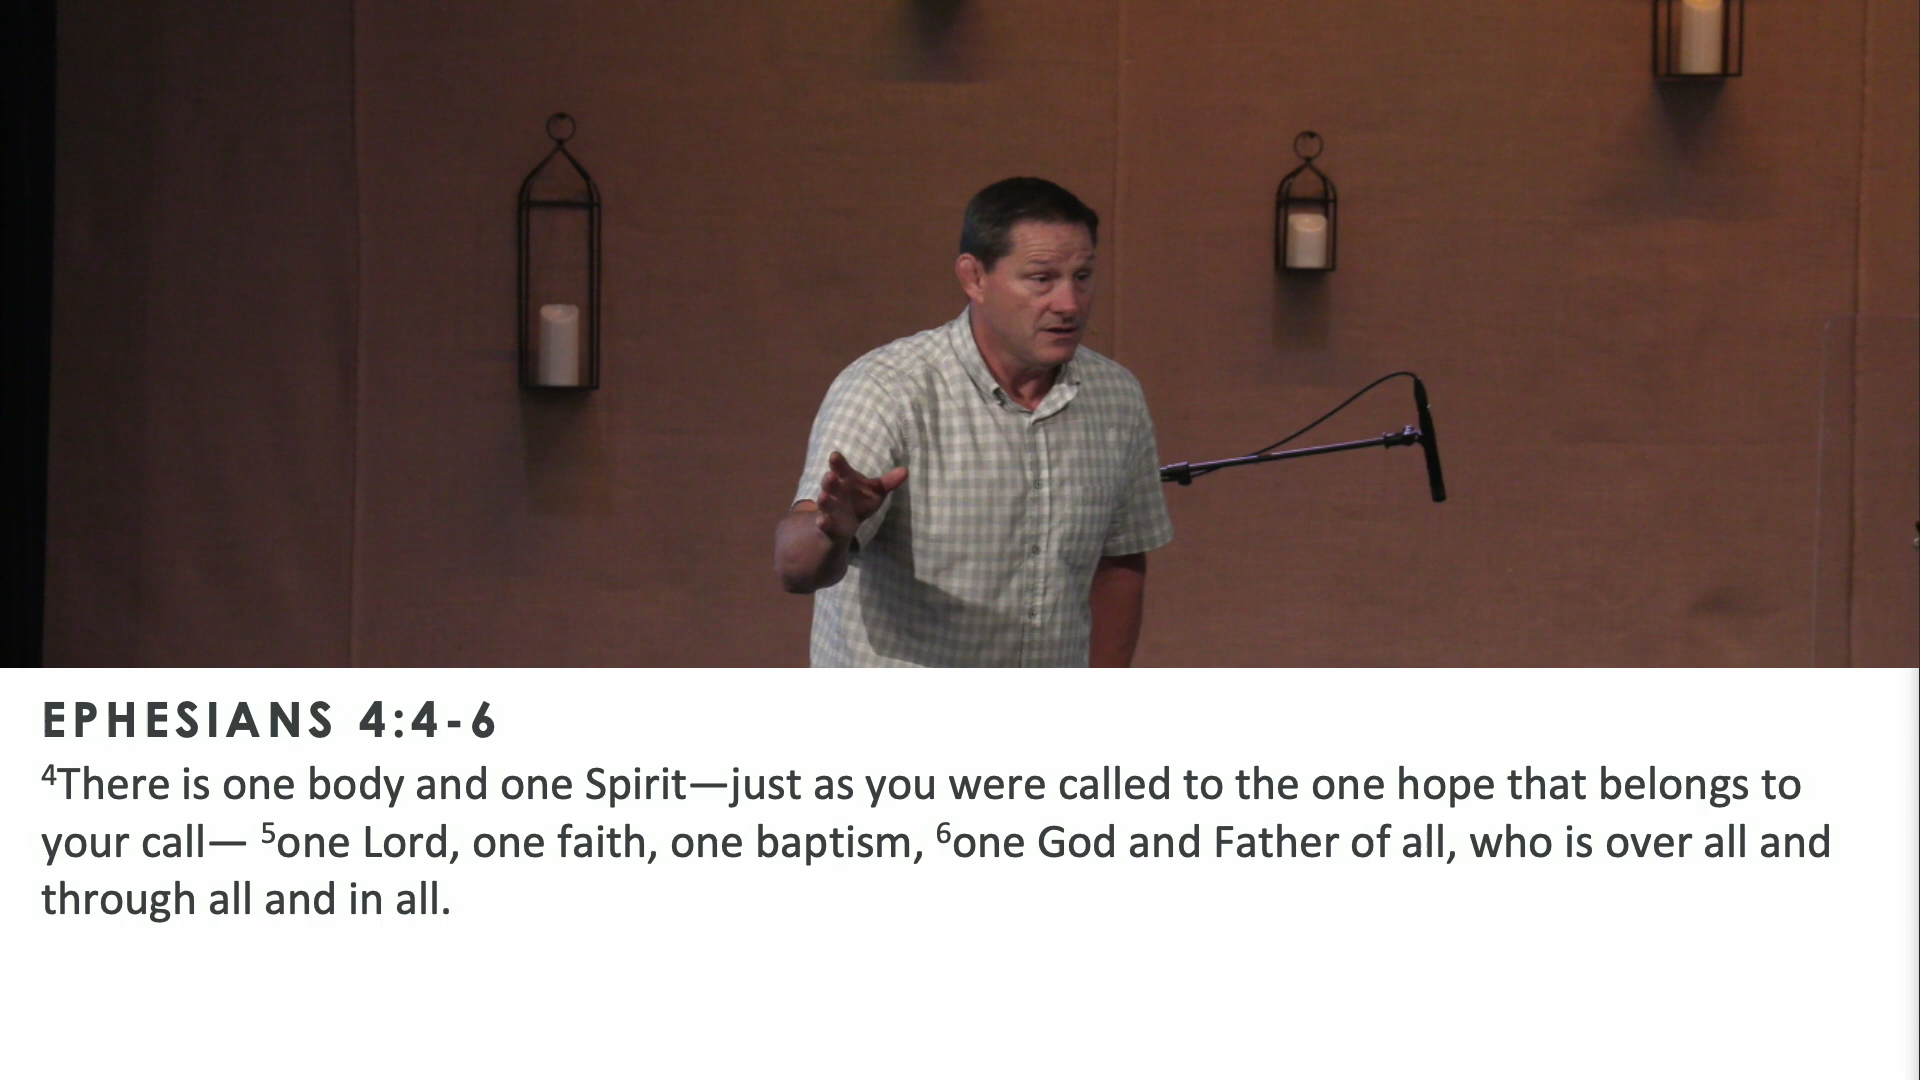 EPHESIANS 4:4-6
⁴There is one body and one Spirit—just as you were called to the one hope that belongs to
your call— ⁵one Lord, one faith, one baptism, ⁶one God and Father of all, who is over all and
through all and in all.